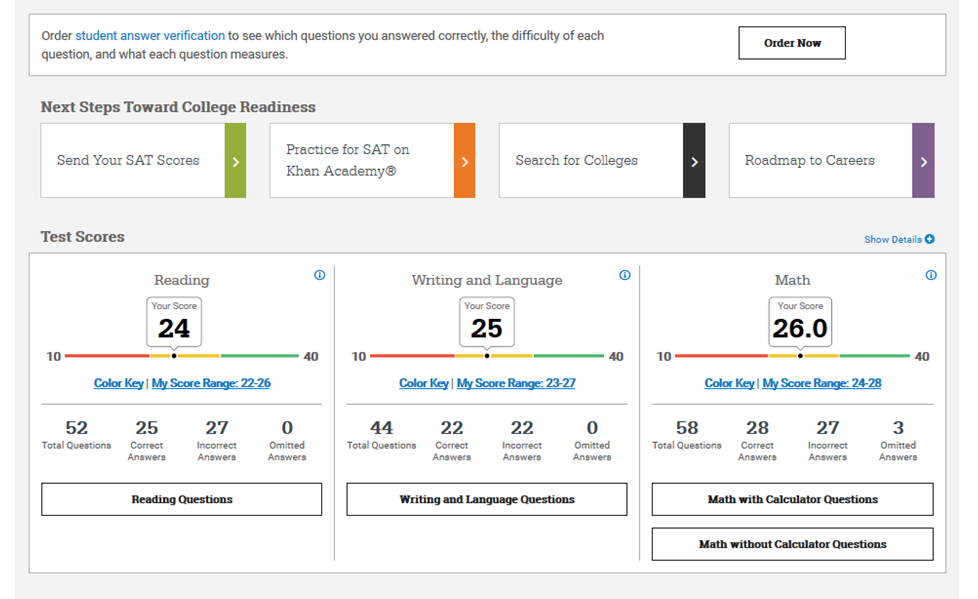 Order student answer verification to see which questions you answered correctly, the difficulty of each
question, and what each question measures.
Order Now
Next Steps Toward College Readiness
Send Your SAT Scores
Practice for SAT on
Khan Academy®
Search for Colleges
Roadmap to Careers
Test Scores
Show Details
Reading
Your Score
24
10
40
Color Key | My Score Range: 22-26
52
Total Questions
25
Correct
Answers
27
Incorrect
Answers
0
Omitted
Answers
Reading Questions
Writing and Language
Your Score
25
10
40
Color Key | My Score Range: 23-27
44
Total Questions
22
Correct
Answers
22
Incorrect
Answers
0
Omitted
Answers
Writing and Language Questions
Math
Your Score
26.0
10
40
Color Key | My Score Range: 24-28
58
Total Questions
28
Correct
Answers
27
Incorrect
Answers
3
Omitted
Answers
Math with Calculator Questions
Math without Calculator Questions